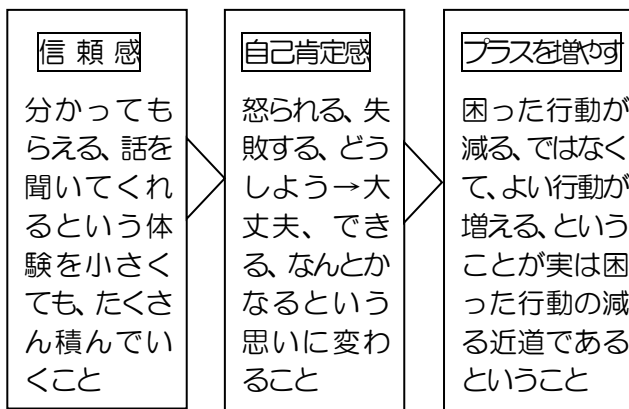 信 頼 感
分かっても
らえる、話を
聞いてくれ
るという体
験を小さく
ても、たくさ
ん積んでい
くこと
自己肯定感
怒られる、失
敗する、どう
しよう→大
丈夫、でき
る、なんとか
なるという
思いに変わ
ること
プラスを増やす
困った行動が
減る、ではなく
て、よい行動が
増える、という
ことが実は困
った行動の減
る近道である
ということ